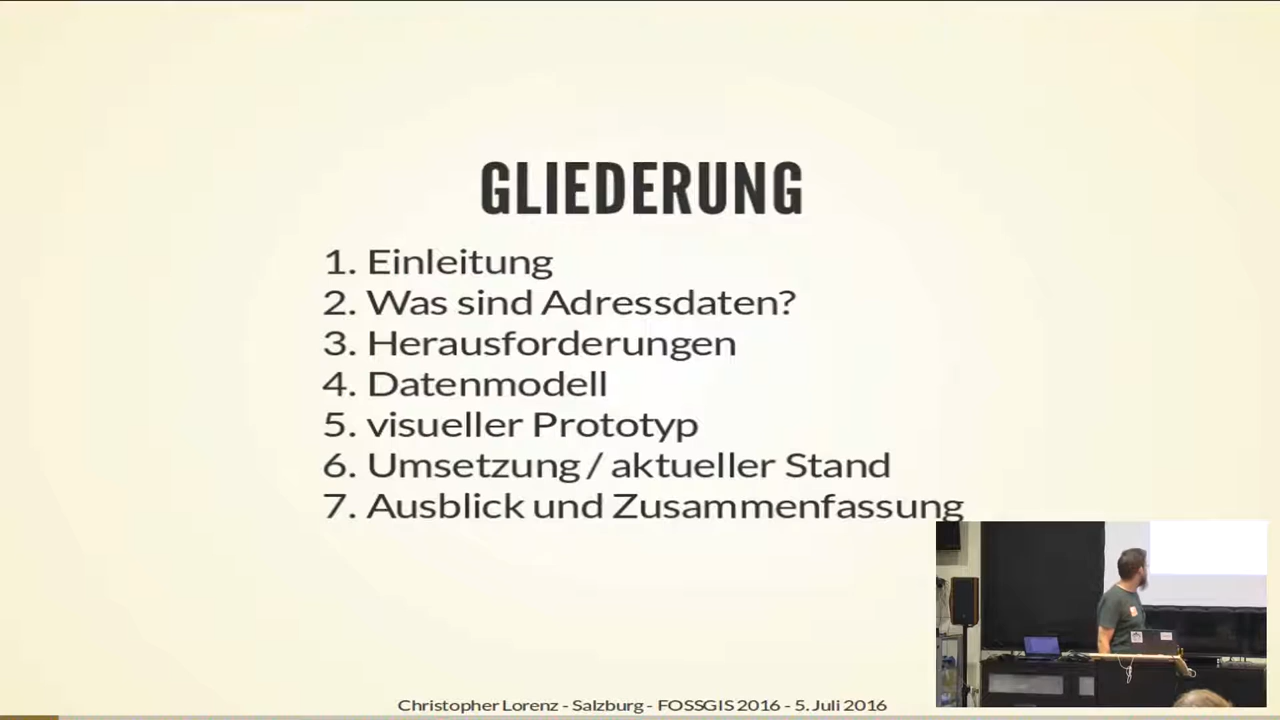 GLIEDERUNG
1. Einleitung
2. Was sind Adressdaten?
3. Herausforderungen
4. Datenmodell
5. visueller Prototyp
6. Umsetzung / aktueller Stand
7. Ausblick und Zusammenfassung
Christopher Lorenz - Salzburg - FOSSGIS 2016 - 5. Juli 2016